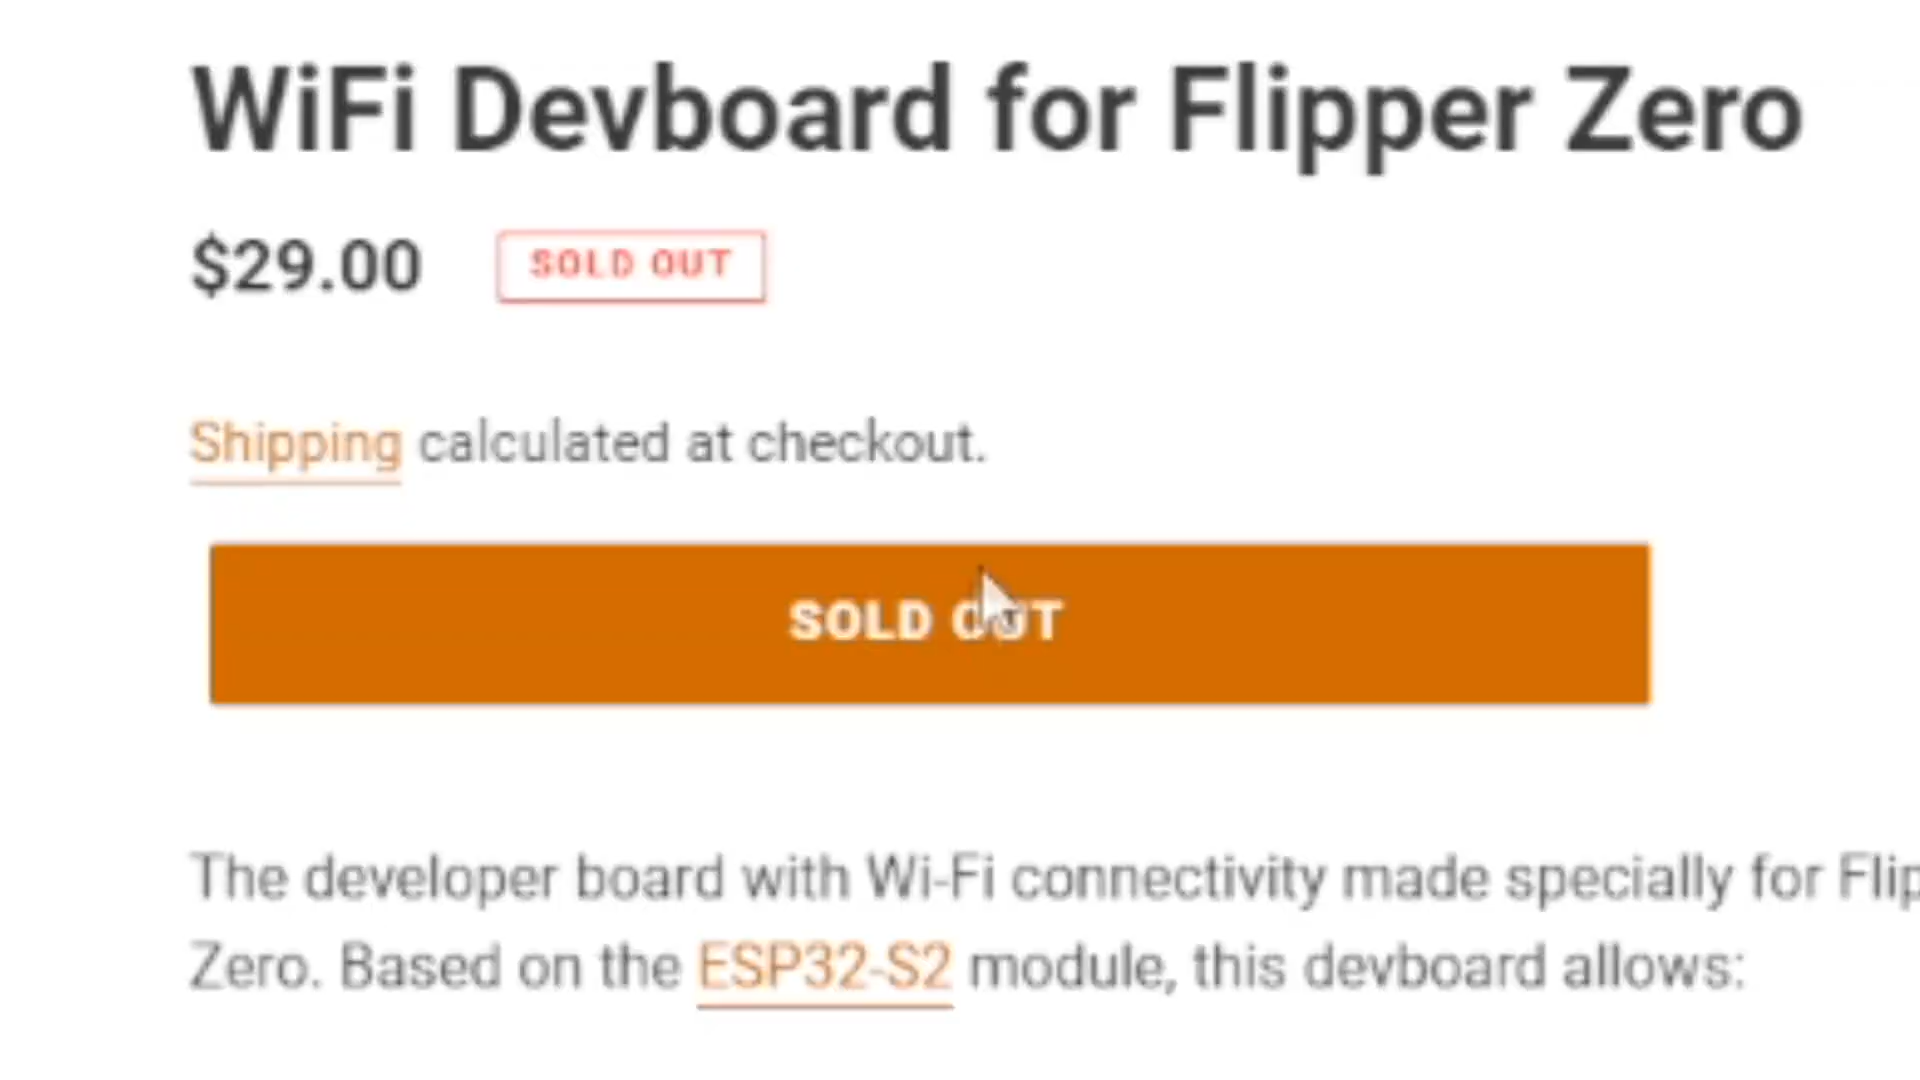 WiFi Devboard for Flipper Zero
$29.00 SOLD OUT
Shipping calculated at checkout.
SOLD OUT
The developer board with Wi-Fi connectivity made specially for Flip
Zero. Based on the ESP32-S2 module, this devboard allows: